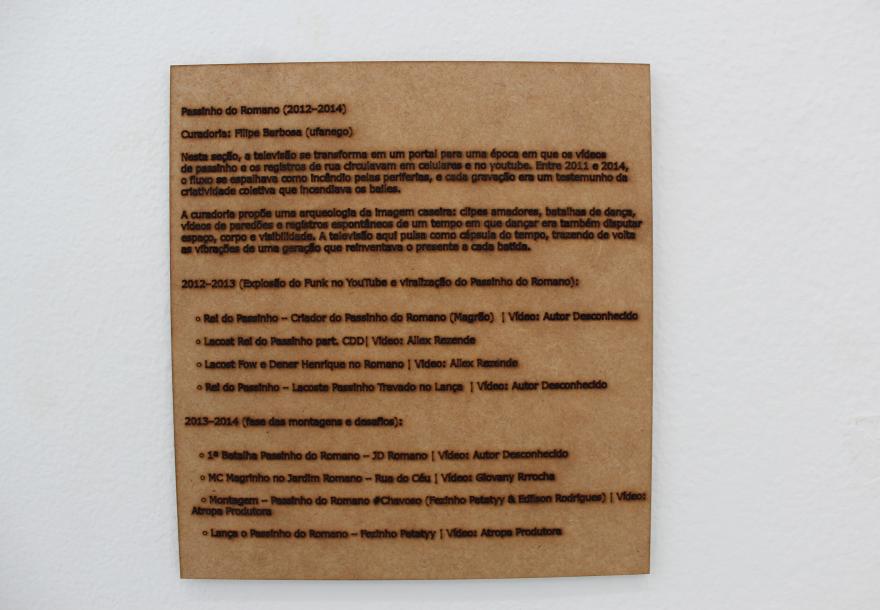 Passinho do Romano (2012–2014)
Curadoria: Filipe Barbosa (ufanego)
Nesta seção, a televisão se transforma em um portal para uma época em que os vídeos
de passinho e os registros de rua circulavam em celulares e no youtube. Entre 2011 e 2014,
o fluxo se espalhava como incêndio pelas periferias, e cada gravação era um testemunho da
criatividade coletiva que incendiava os bailes.
A curadoria propõe uma arqueologia da imagem caseira: clipes amadores, batalhas de dança,
vídeos de paredões e registros espontâneos de um tempo em que dançar era também disputar
espaço, corpo e visibilidade. A televisão aqui pulsa como cápsula do tempo, trazendo de volta
as vibrações de uma geração que reinventava o presente a cada batida.
2012–2013 (Explosão do Funk no YouTube e viralização do Passinho do Romano):
○ Rei do Passinho – Criador do Passinho do Romano (Magrão) | Vídeo: Autor Desconhecido
○ Lacost Rei do Passinho part. CDD| Vídeo: Allex Rezende
○ Lacost Fow e Dener Henrique no Romano | Vídeo: Allex Rezende
○ Rei do Passinho – Lacoste Passinho Travado no Lança | Vídeo: Autor Desconhecido
2013–2014 (fase das montagens e desafios):
○ 1ª Batalha Passinho do Romano – JD Romano | Vídeo: Autor Desconhecido
○ MC Magrinho no Jardim Romano – Rua do Céu | Vídeo: Giovany Rrrocha
○ Montagem – Passinho do Romano #Chavoso (Fezinho Patatyy & Edilson Rodrigues) | Vídeo:
Atropa Produtora
○ Lança o Passinho do Romano – Fezinho Patatyy | Vídeo: Atropa Produtora